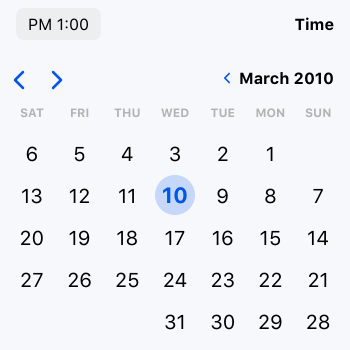 PM 1:00 Time
March 2010
SAT FRI THU WED TUE MON SUN
6 5 4 3 2 1
13 12 11 10 9 8 7
20 19 18 17 16 15 14
27 26 25 24 23 22 21
31 30 29 28